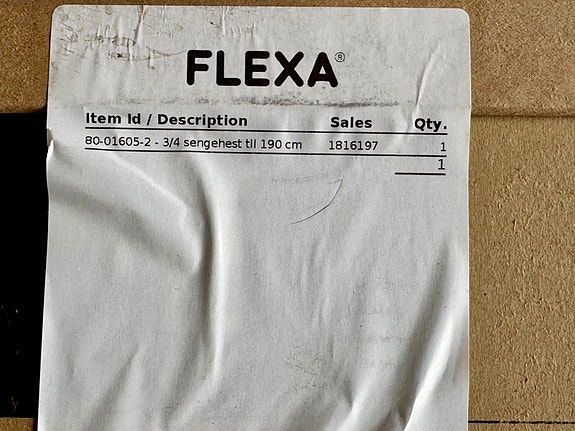 FLEXA®
Item Id / Description Sales Qty.
80-01605-2 - 3/4 sengehest til 190 cm 1816197 1
1